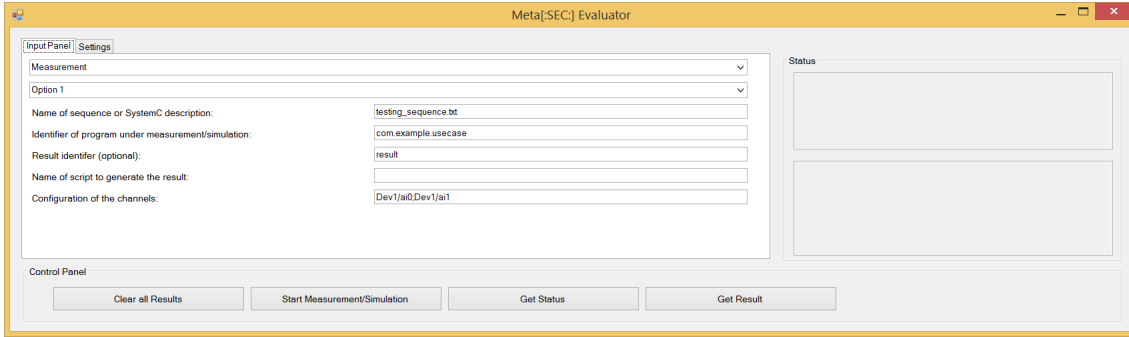 Meta[:SEC:] Evaluator
Input Panel Settings
Measurement
Option 1
Name of sequence or SystemC description: testing_sequence.txt
Identifier of program under measurement/simulation: com.example.usecase
Result identifer (optional): result
Name of script to generate the result:
Configuration of the channels: Dev1/ai0;Dev1/ai1
Status
Control Panel
Clear all Results Start Measurement/Simulation Get Status Get Result